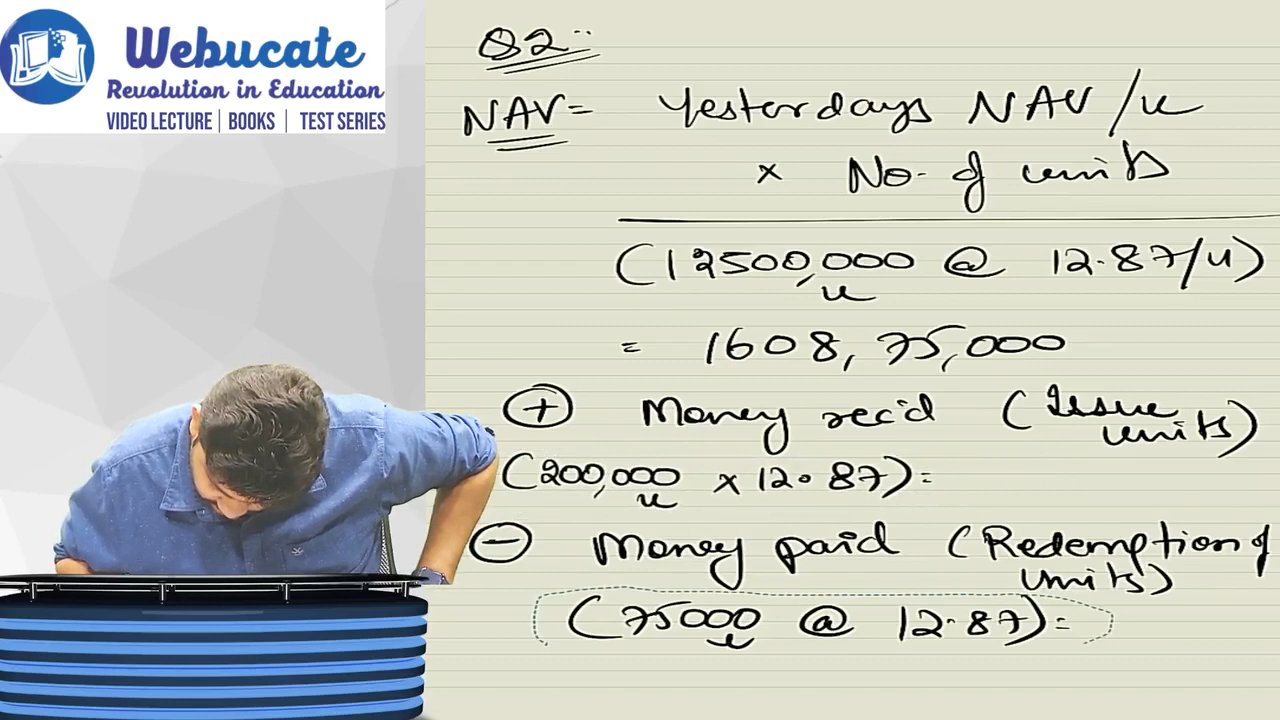 Webucate
Revolution in Education
VIDEO LECTURE | BOOKS | TEST SERIES
Q2:
NAV = Yesterdays NAV/u
× No. of units
(12500,000 @ 12.87/u)
u
= 1608,75,000
+ Money rec'd (Issue
units)
(200,000 × 12.87) =
u
- Money paid (Redemption of
units)
(75000 @ 12.87) =
u